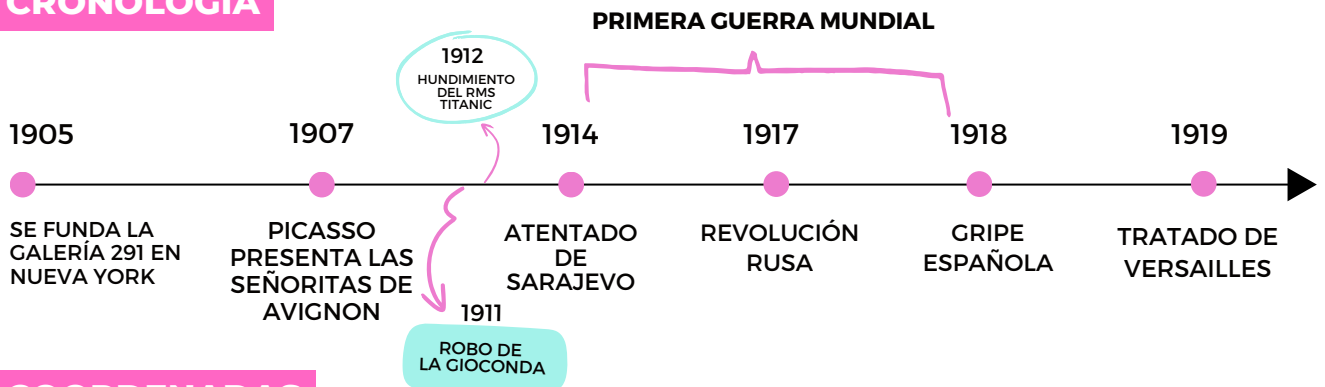 CRONOLOGÍA
PRIMERA GUERRA MUNDIAL
1912
HUNDIMIENTO
DEL RMS
TITANIC
1905
1907
1914
1917
1918
1919
SE FUNDA LA
GALERÍA 291 EN
NUEVA YORK
PICASSO
PRESENTA LAS
SEÑORITAS DE
AVIGNON
ATENTADO
DE
SARAJEVO
REVOLUCIÓN
RUSA
GRIPE
ESPAÑOLA
TRATADO DE
VERSAILLES
1911
ROBO DE
LA GIOCONDA
COORDENADAS